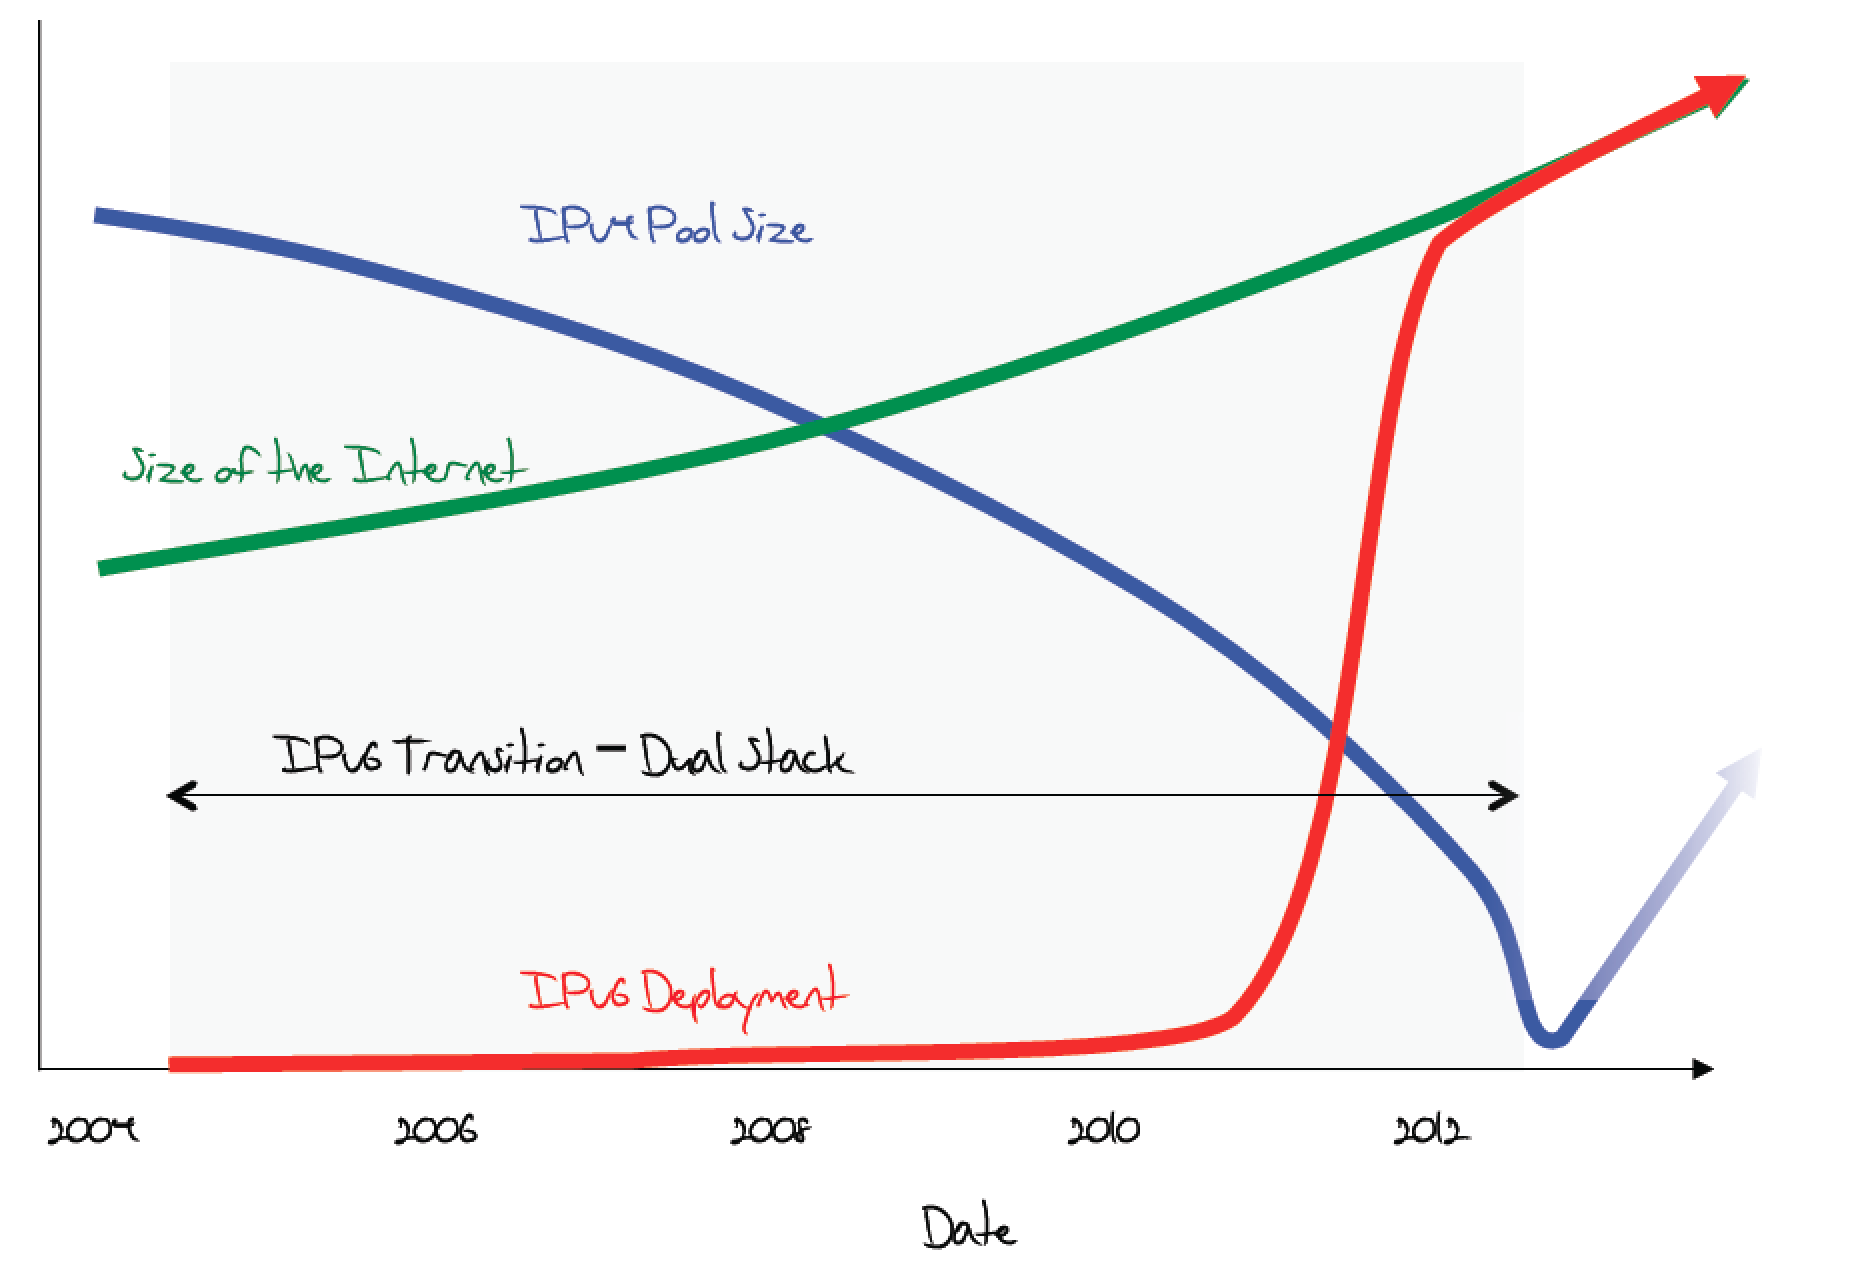 IPv4 Pool Size
Size of the Internet
IPv6 Transition – Dual Stack
IPv6 Deployment
2004 2006 2008 2010 2012
Date